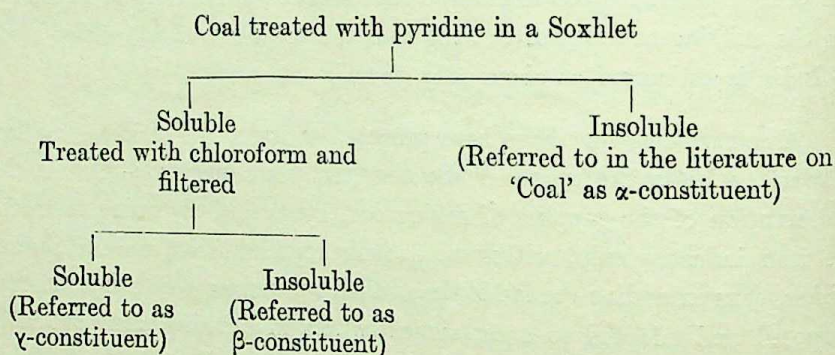 Coal treated with pyridine in a Soxhlet
Soluble
Treated with chloroform and
filtered
Insoluble
(Referred to in the literature on
‘Coal’ as α-constituent)
Soluble
(Referred to as
γ-constituent)
Insoluble
(Referred to as
β-constituent)